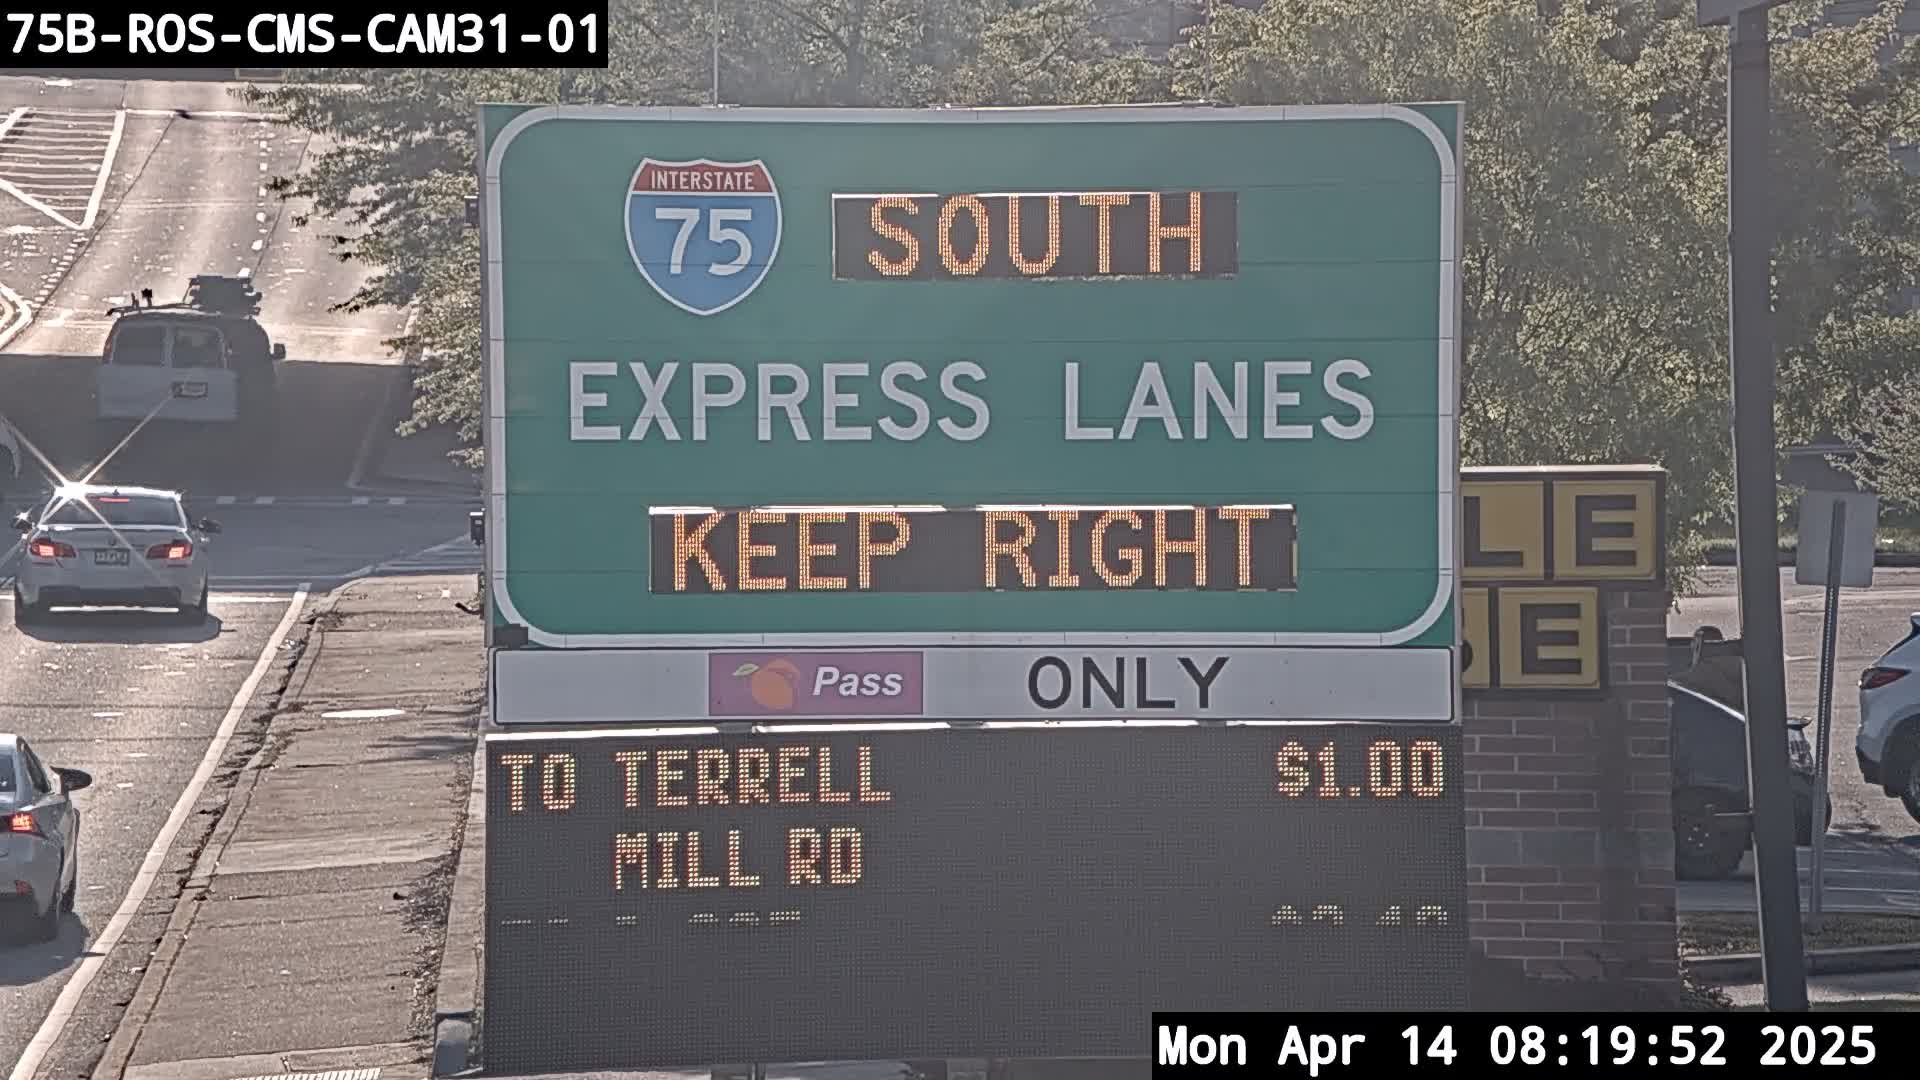 75B-ROS-CMS-CAM31-01
INTERSTATE
75
SOUTH
EXPRESS LANES
KEEP RIGHT
Pass ONLY
TO TERRELL $1.00
MILL RD
LE
E
Mon Apr 14 08:19:52 2025